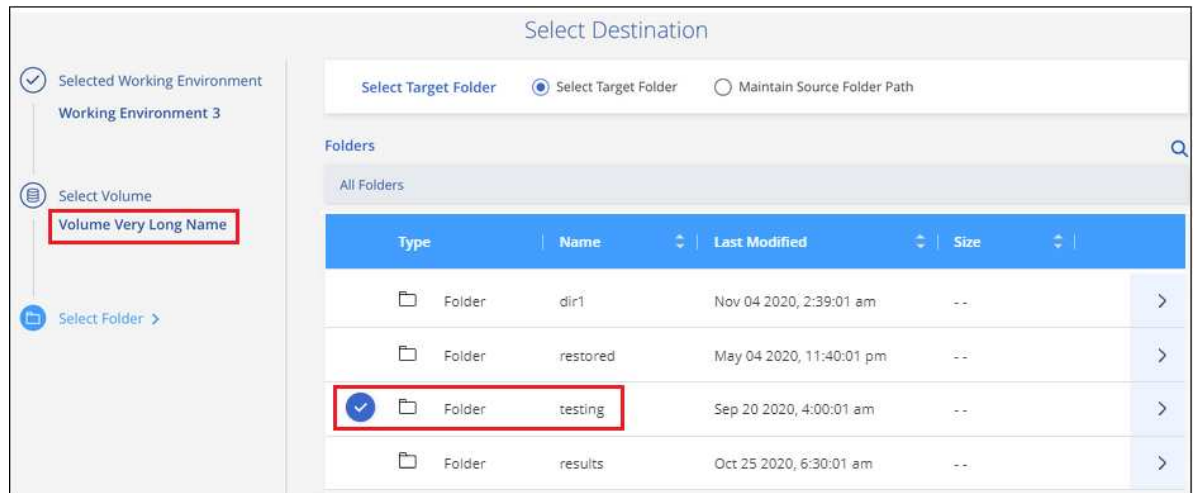 Select Destination
Selected Working Environment
Working Environment 3
Select Volume
Volume Very Long Name
Select Folder >
Select Target Folder Select Target Folder Maintain Source Folder Path
Folders
All Folders
Type Name Last Modified Size
Folder dir1 Nov 04 2020, 2:39:01 am - -
Folder restored May 04 2020, 11:40:01 pm - -
Folder testing Sep 20 2020, 4:00:01 am - -
Folder results Oct 25 2020, 6:30:01 am - -